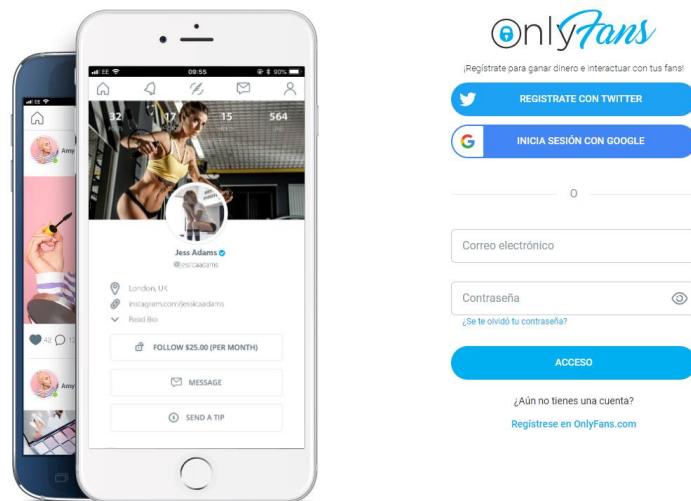 EE
Amy
42
12
Amy
EE
09:55
90%
32
17
15
564
Jess Adams
@jessicaadams
London, UK
instagram.com/jessicaadams
Read Bio
FOLLOW $25.00 (PER MONTH)
MESSAGE
SEND A TIP
OnlyFans
¡Regístrate para ganar dinero e interactuar con tus fans!
REGISTRATE CON TWITTER
G
INICIA SESIÓN CON GOOGLE
O
Correo electrónico
Contraseña
¿Se te olvidó tu contraseña?
ACCESO
¿Aún no tienes una cuenta?
Regístrese en OnlyFans.com